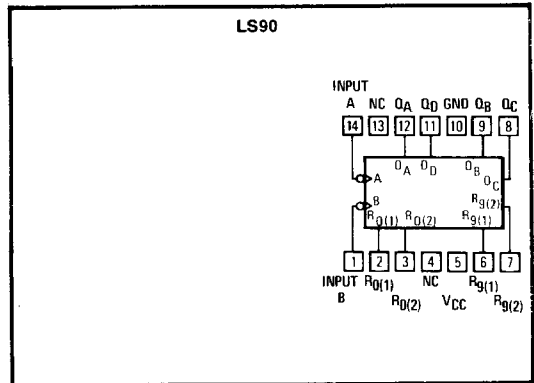 LS90
INPUT
A NC QA QD GND QB QC
14 13 12 11 10 9 8
A QA QD QB QC
B R0(1) R0(2) R9(1) R9(2)
1 2 3 4 5 6 7
INPUT R0(1) NC R9(1)
B R0(2) VCC R9(2)